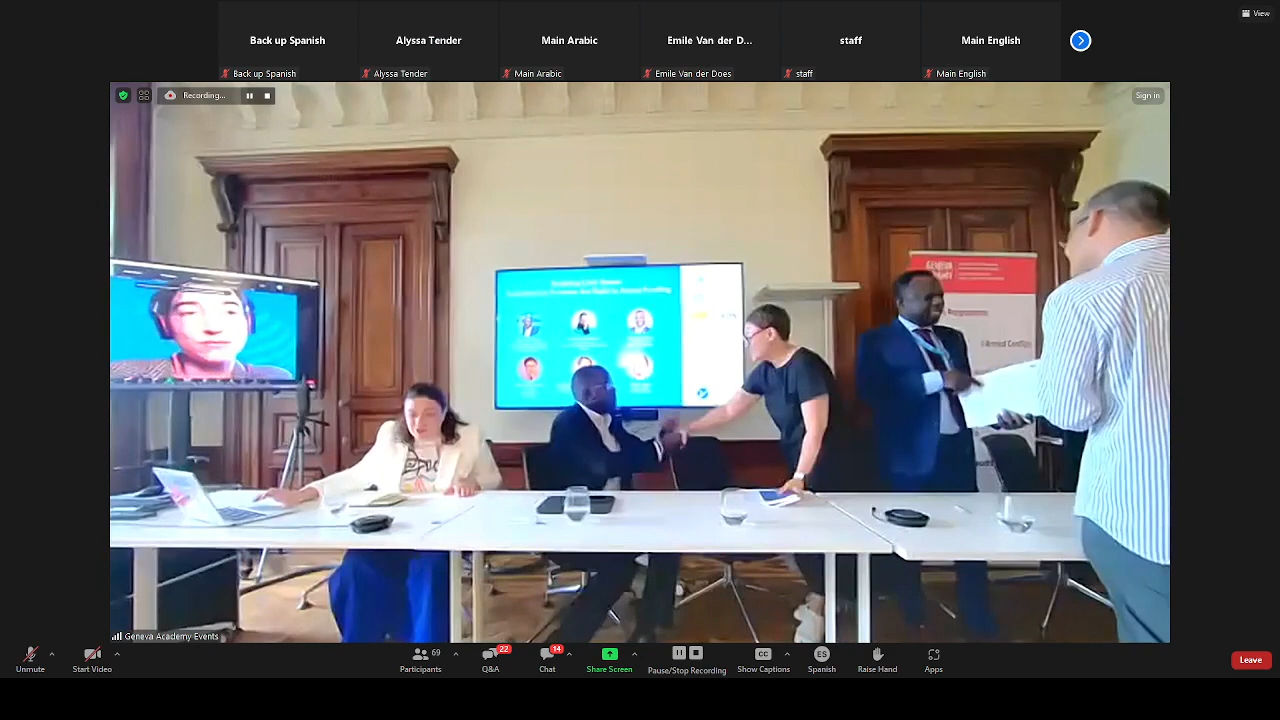 View
Back up Spanish
Alyssa Tender
Main Arabic
Emile Van der D...
staff
Main English
Back up Spanish
Alyssa Tender
Main Arabic
Emile Van der Does
staff
Main English
Recording...
Sign in
GENEVA
Geneva Academy Events
Unmute
Start Video
69
Participants
22
Q&A
14
Chat
Share Screen
Pause/Stop Recording
CC
Show Captions
ES
Spanish
Raise Hand
Apps
Leave